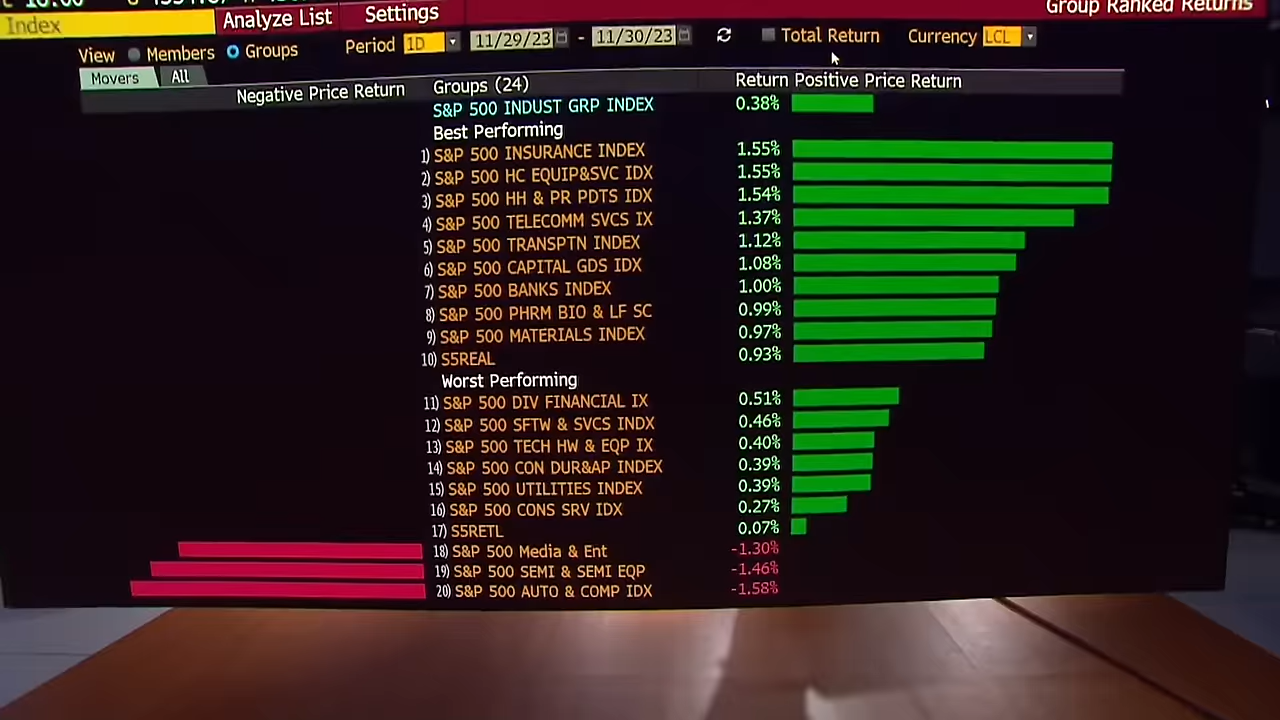 Group Ranked Returns
Index Analyze List Settings
View Members Groups Period 1D 11/29/23 - 11/30/23 Total Return Currency LCL
Movers All
Negative Price Return Groups (24) Return Positive Price Return
S&P 500 INDUST GRP INDEX 0.38%
Best Performing
1) S&P 500 INSURANCE INDEX 1.55%
2) S&P 500 HC EQUIP&SVC IDX 1.55%
3) S&P 500 HH & PR PDTS IDX 1.54%
4) S&P 500 TELECOMM SVCS IX 1.37%
5) S&P 500 TRANSPTN INDEX 1.12%
6) S&P 500 CAPITAL GDS IDX 1.08%
7) S&P 500 BANKS INDEX 1.00%
8) S&P 500 PHRM BIO & LF SC 0.99%
9) S&P 500 MATERIALS INDEX 0.97%
10) S5REAL 0.93%
Worst Performing
11) S&P 500 DIV FINANCIAL IX 0.51%
12) S&P 500 SFTW & SVCS INDX 0.46%
13) S&P 500 TECH HW & EQP IX 0.40%
14) S&P 500 CON DUR&AP INDEX 0.39%
15) S&P 500 UTILITIES INDEX 0.39%
16) S&P 500 CONS SRV IDX 0.27%
17) S5RETL 0.07%
18) S&P 500 Media & Ent -1.30%
19) S&P 500 SEMI & SEMI EQP -1.46%
20) S&P 500 AUTO & COMP IDX -1.58%